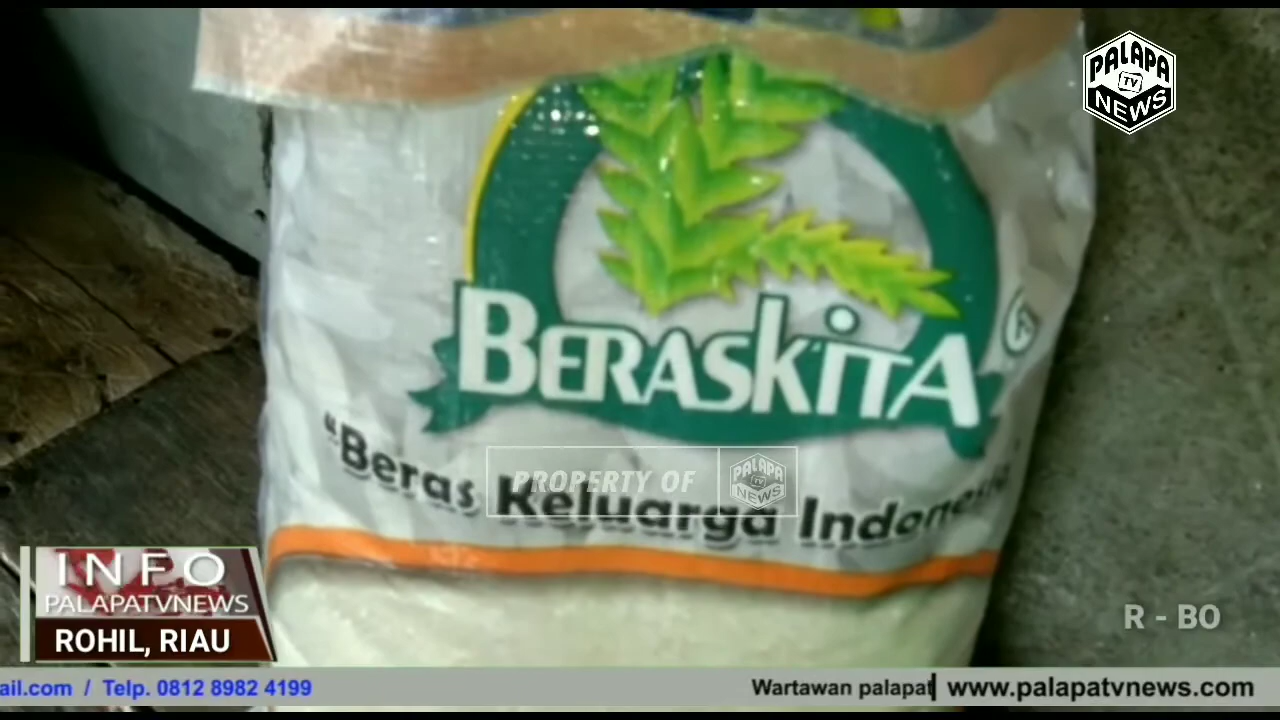 PALAPA
TV
NEWS
BERASKITA
R
"Beras Keluarga Indonesia
PROPERTY OF
PALAPA
TV
NEWS
INFO
PALAPATVNEWS
ROHIL, RIAU
R - BO
ail.com / Telp. 0812 8982 4199
Wartawan palapat
www.palapatvnews.com